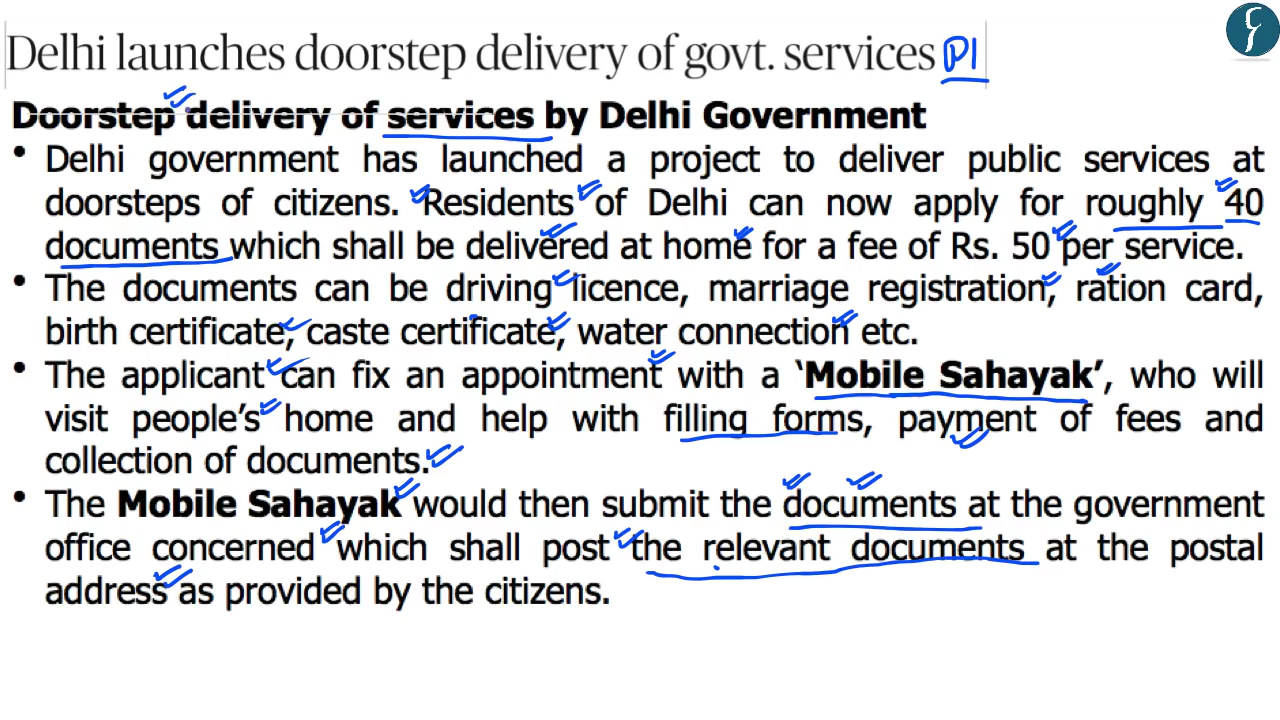 Delhi launches doorstep delivery of govt. services P1
Doorstep delivery of services by Delhi Government
• Delhi government has launched a project to deliver public services at
doorsteps of citizens. Residents of Delhi can now apply for roughly 40
documents which shall be delivered at home for a fee of Rs. 50 per service.
• The documents can be driving licence, marriage registration, ration card,
birth certificate, caste certificate, water connection etc.
• The applicant can fix an appointment with a ‘Mobile Sahayak’, who will
visit people’s home and help with filling forms, payment of fees and
collection of documents.
• The Mobile Sahayak would then submit the documents at the government
office concerned which shall post the relevant documents at the postal
address as provided by the citizens.